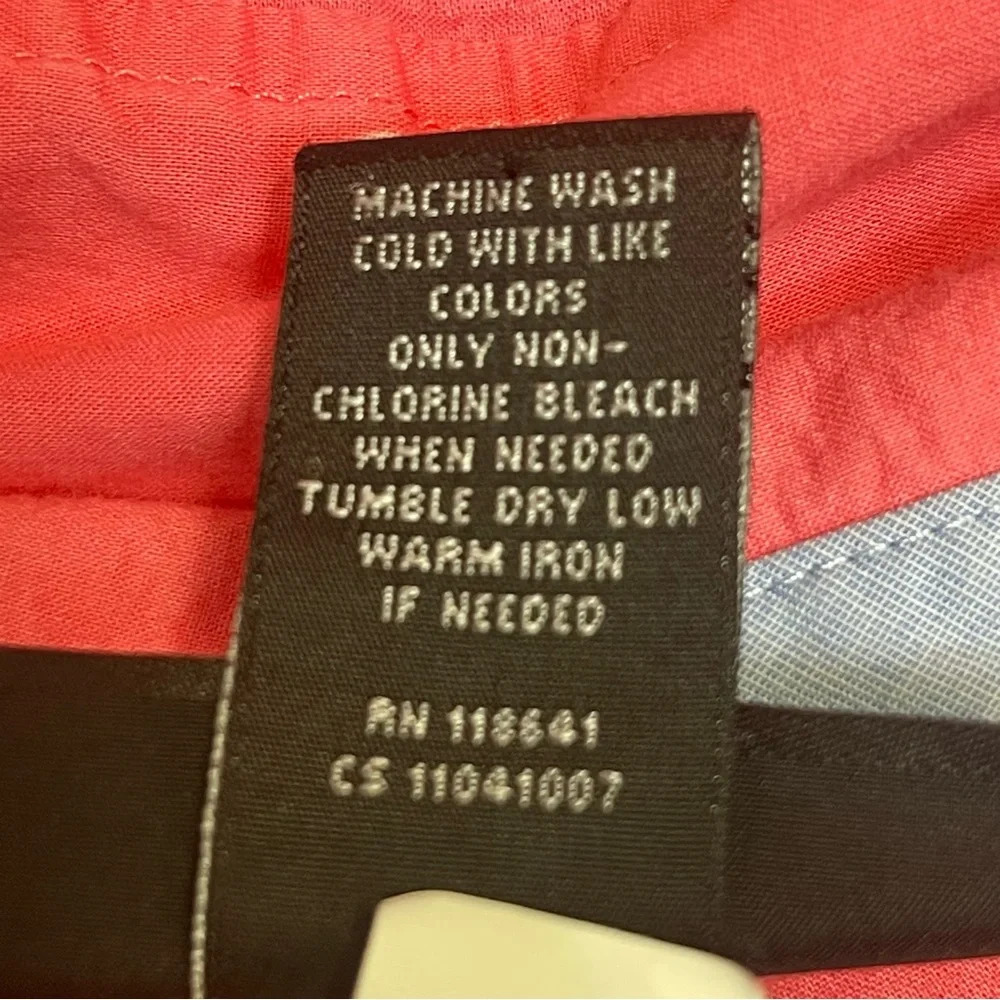 MACHINE WASH
COLD WITH LIKE
COLORS
ONLY NON-
CHLORINE BLEACH
WHEN NEEDED
TUMBLE DRY LOW
WARM IRON
IF NEEDED
RN 118641
CS 11041007